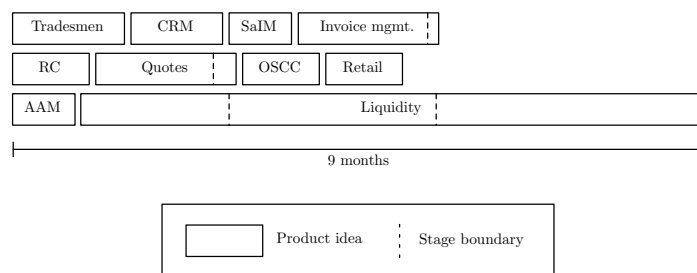 Tradesmen CRM SaIM Invoice mgmt.
RC Quotes OSCC Retail
AAM Liquidity
9 months
Product idea Stage boundary